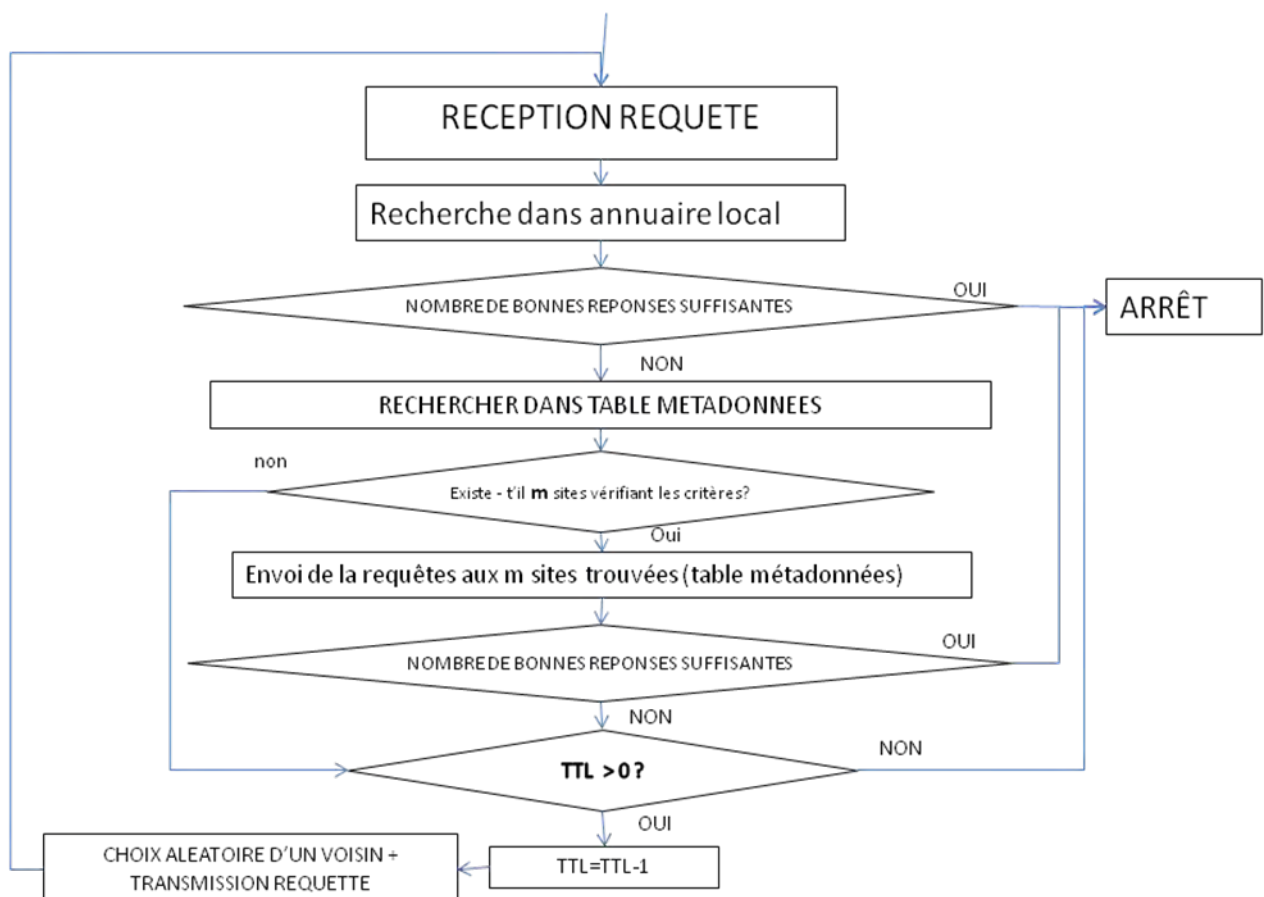 RECEPTION REQUETE
Recherche dans annuaire local
NOMBRE DE BONNES REPONSES SUFFISANTES
OUI
ARRÊT
NON
RECHERCHER DANS TABLE METADONNEES
non
Existe - t'il m sites vérifiant les critères?
Oui
Envoi de la requêtes aux m sites trouvées (table métadonnées)
NOMBRE DE BONNES REPONSES SUFFISANTES
OUI
NON
TTL >0 ?
NON
OUI
TTL=TTL-1
CHOIX ALEATOIRE D'UN VOISIN +
TRANSMISSION REQUETTE